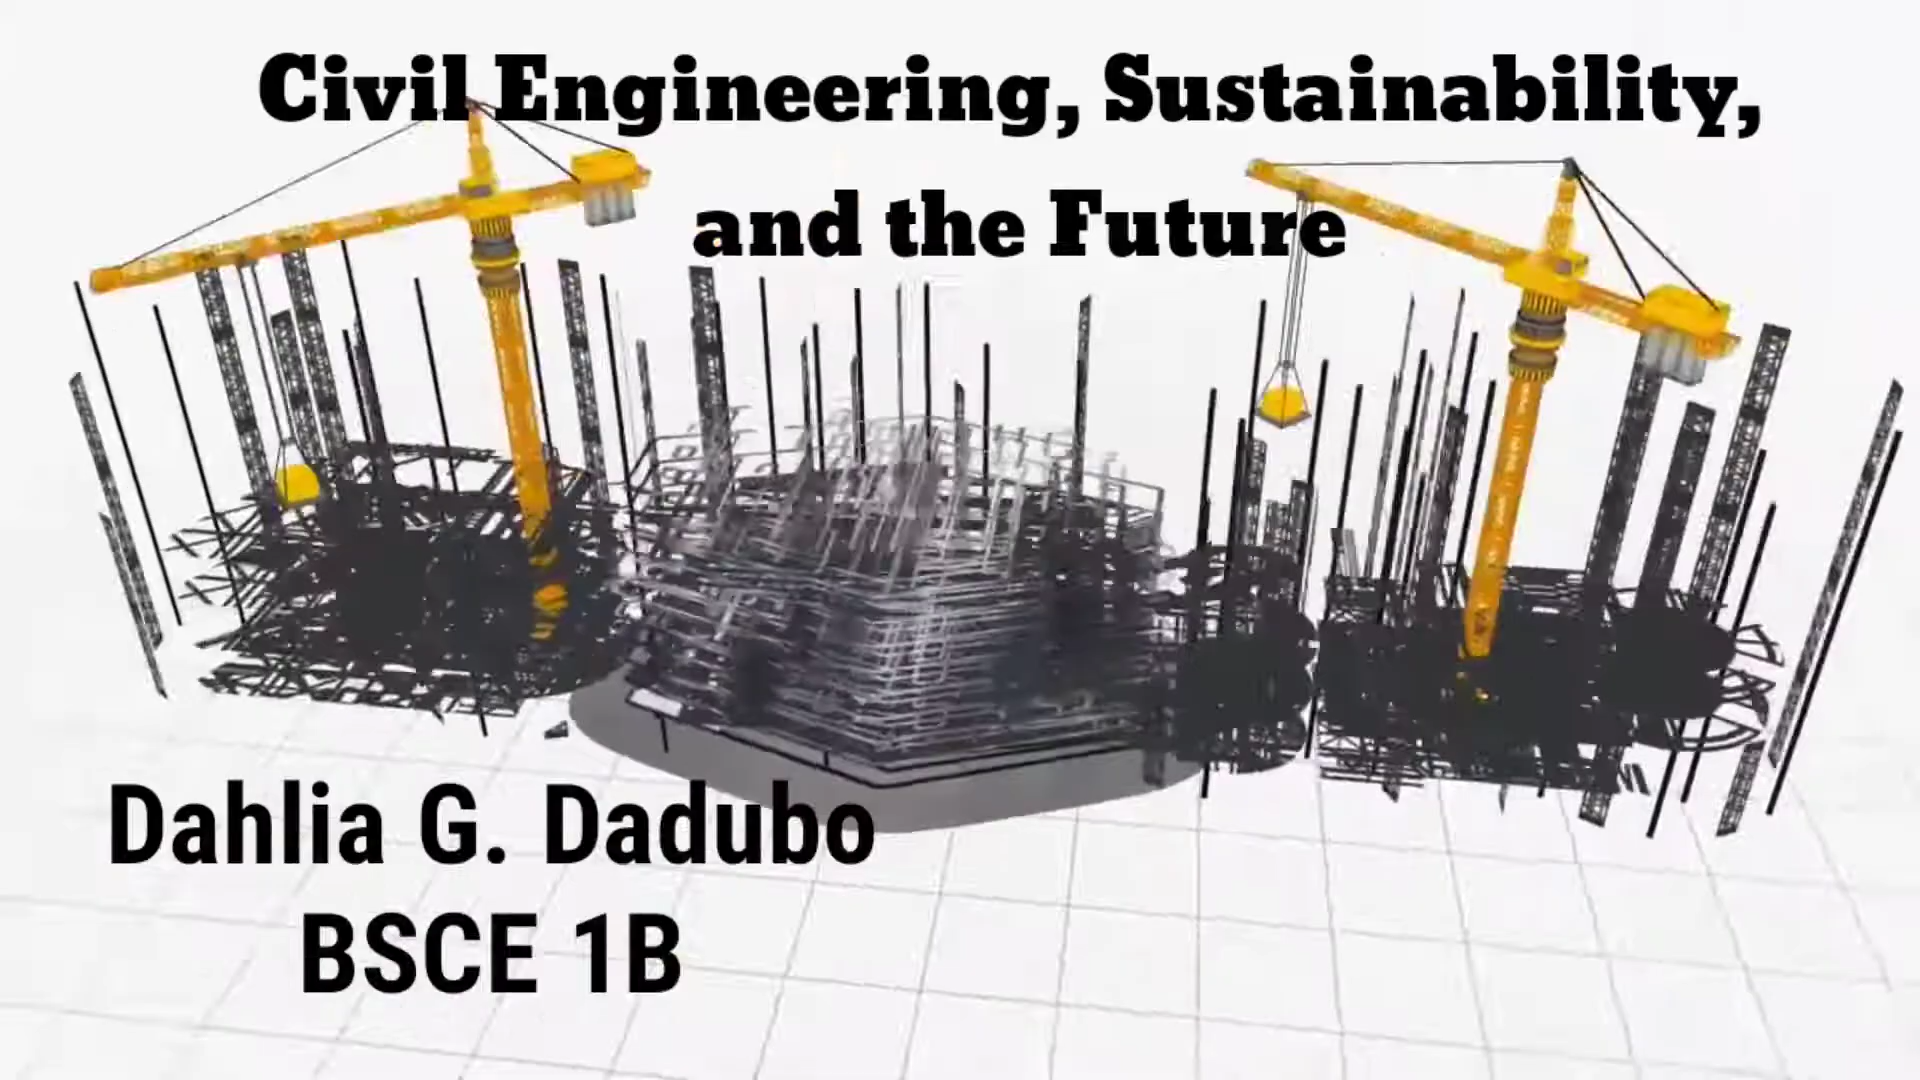 Civil Engineering, Sustainability,
and the Future
Dahlia G. Dadubo
BSCE 1B